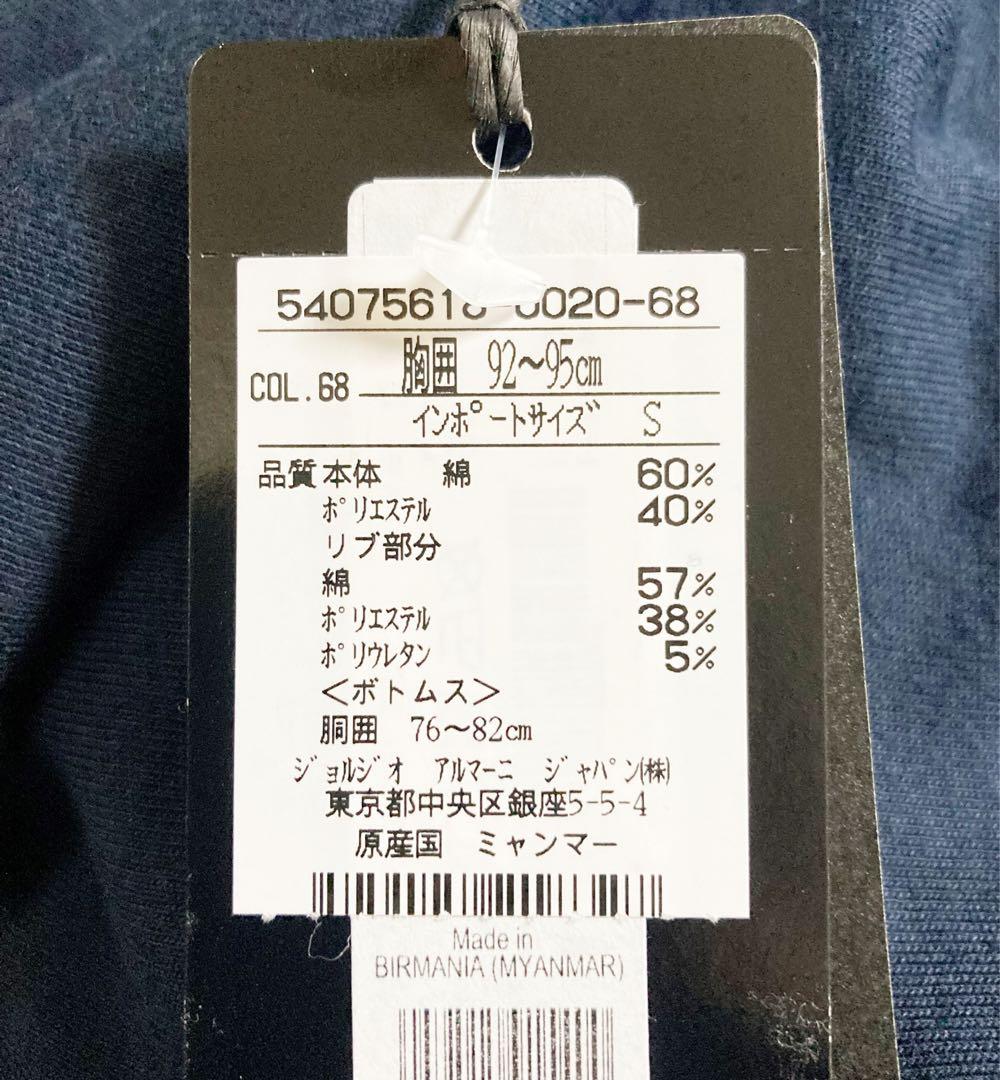 5407561 0020-68
胸囲 92～95cm
COL.68
インポートサイズ S
品質 本体 綿 60%
ポリエステル 40%
リブ部分
綿 57%
ポリエステル 38%
ポリウレタン 5%
＜ボトムス＞
胴囲 76～82cm
ジョルジオ アルマーニ ジャパン(株)
東京都中央区銀座5-5-4
原産国 ミャンマー
Made in
BIRMANIA (MYANMAR)